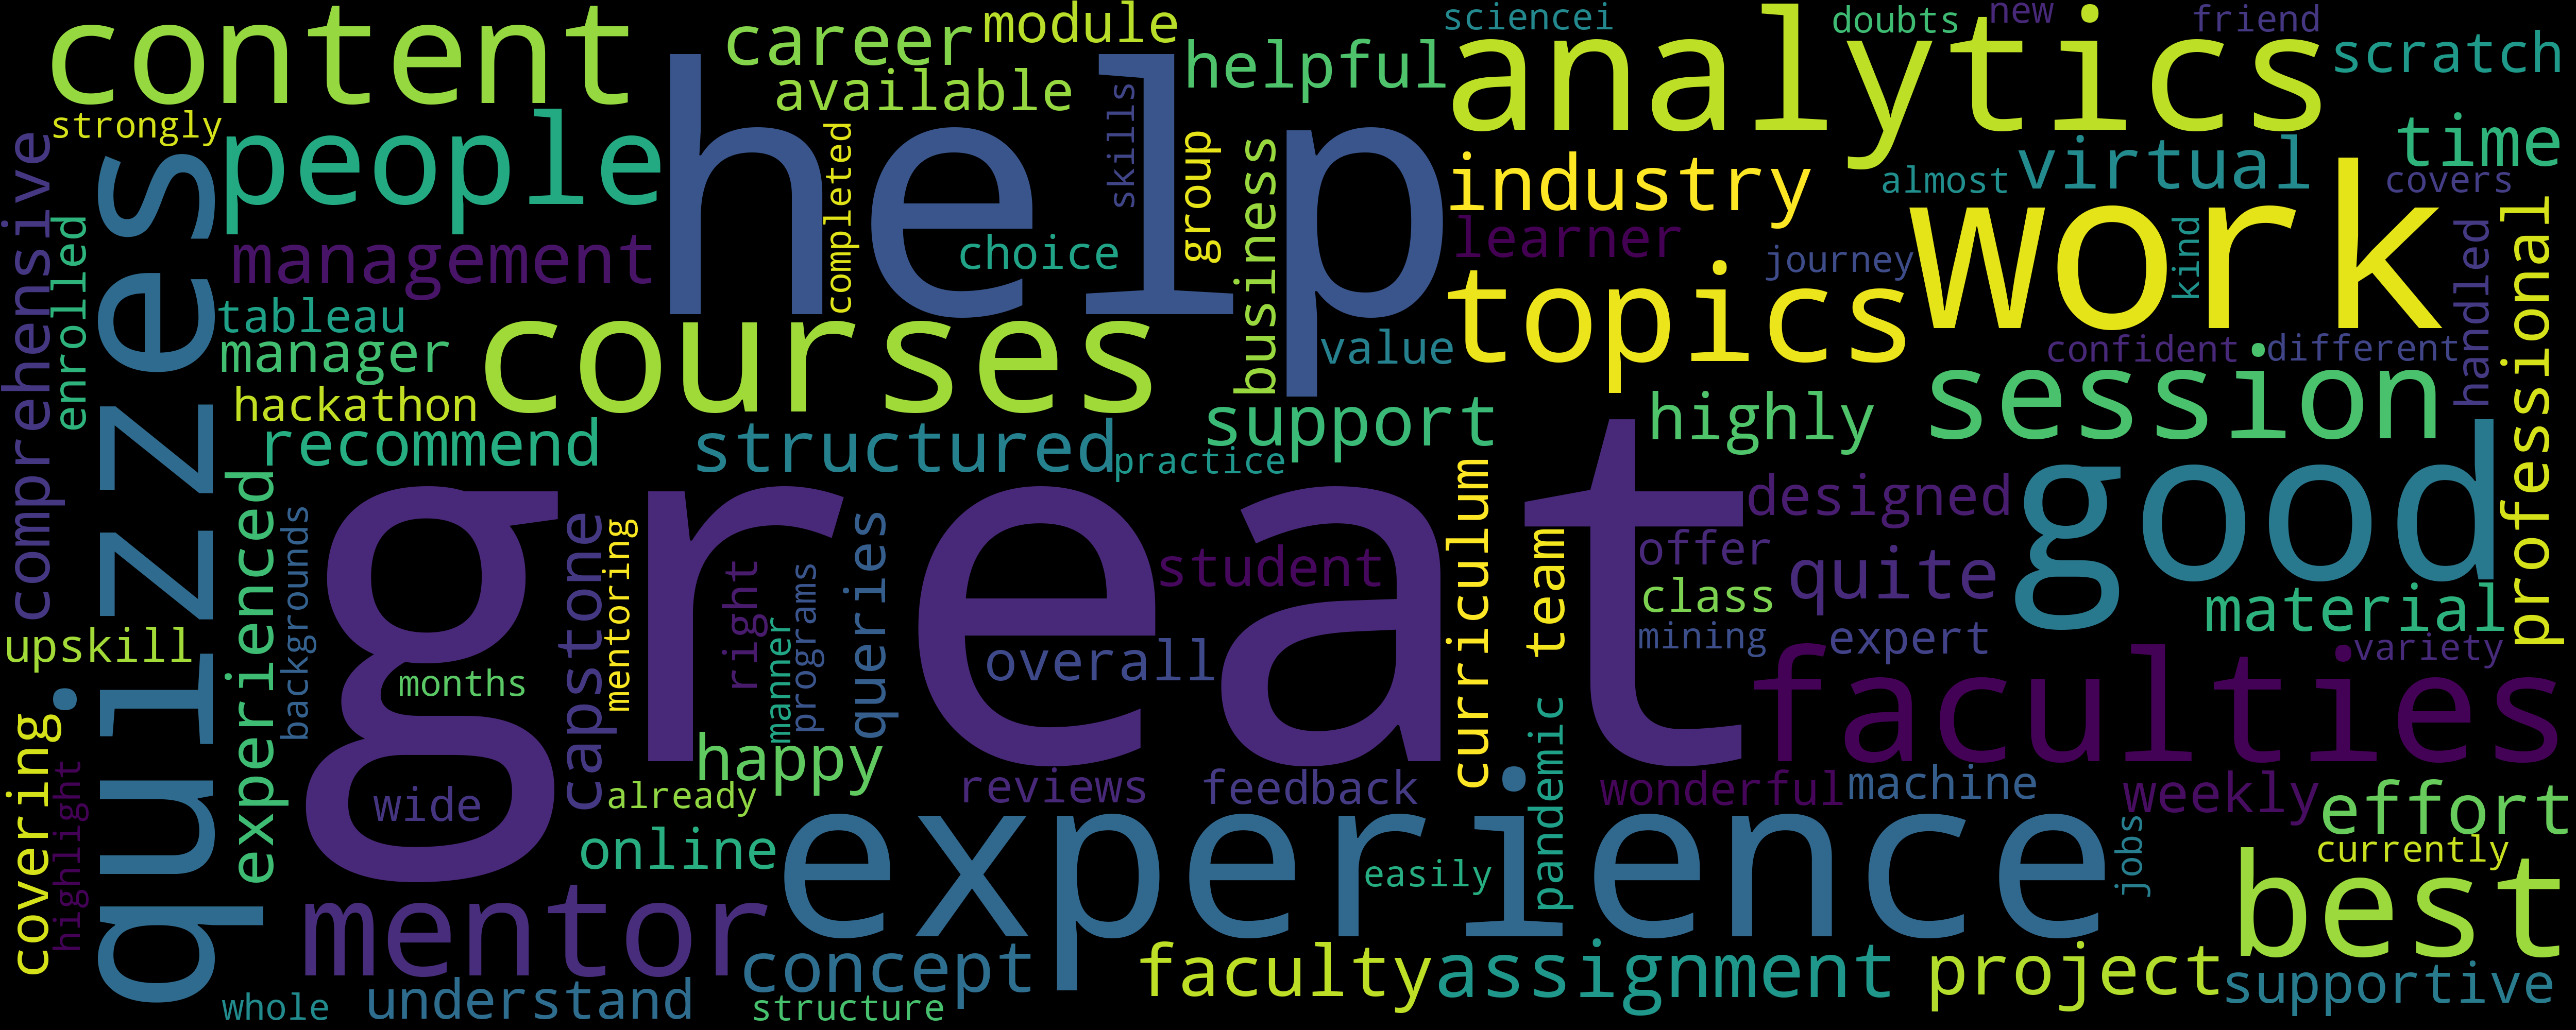 content
career
module
sciencei
analytics
doubts
new
friend
scratch
available
helpful
strongly
people
help
skills
completed
group
business
industry
almost
virtual
time
covers
comprehensive
enrolled
quizzes
management
choice
learner
journey
work
kind
handled
professional
tableau
manager
courses
value
topics
confident
different
hackathon
recommend
structured
practice
support
highly
session
good
experienced
backgrounds
great
capstone
mentoring
queries
student
curriculum
team
designed
offer
quite
class
material
mining
expert
variety
upskill
months
right
manner
programs
overall
faculties
covering
highlight
happy
wide
already
reviews
feedback
pandemic
wonderful
machine
weekly
effort
online
experience
easily
jobs
currently
best
mentor
concept
faculty
assignment
project
supportive
whole
understand
structure